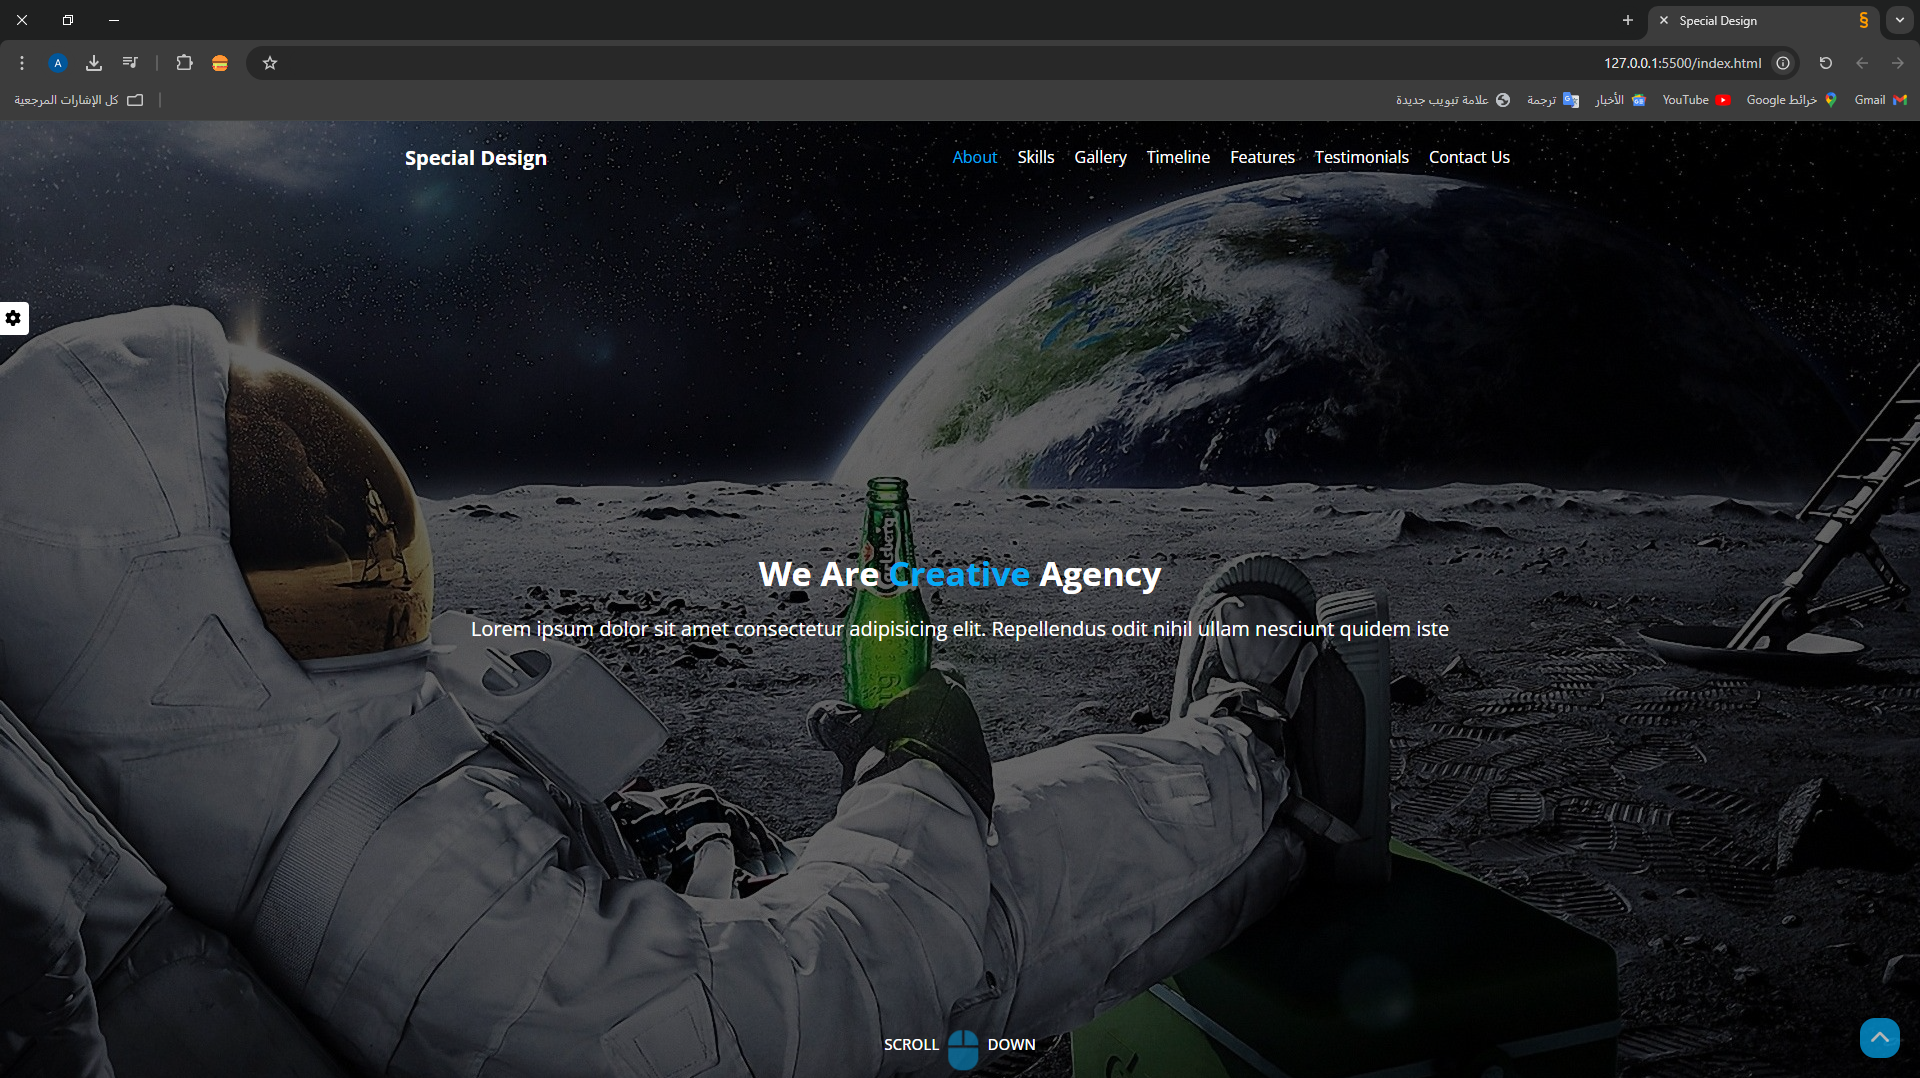 Special Design
§
A
127.0.0.1:5500/index.html
كل الإشارات المرجعية
علامة تبويب جديدة
ترجمة
الأخبار
YouTube
خرائط Google
Gmail
Special Design
About Skills Gallery Timeline Features Testimonials Contact Us
Carlsberg
We Are Creative Agency
Lorem ipsum dolor sit amet consectetur adipisicing elit. Repellendus odit nihil ullam nesciunt quidem iste
SCROLL DOWN